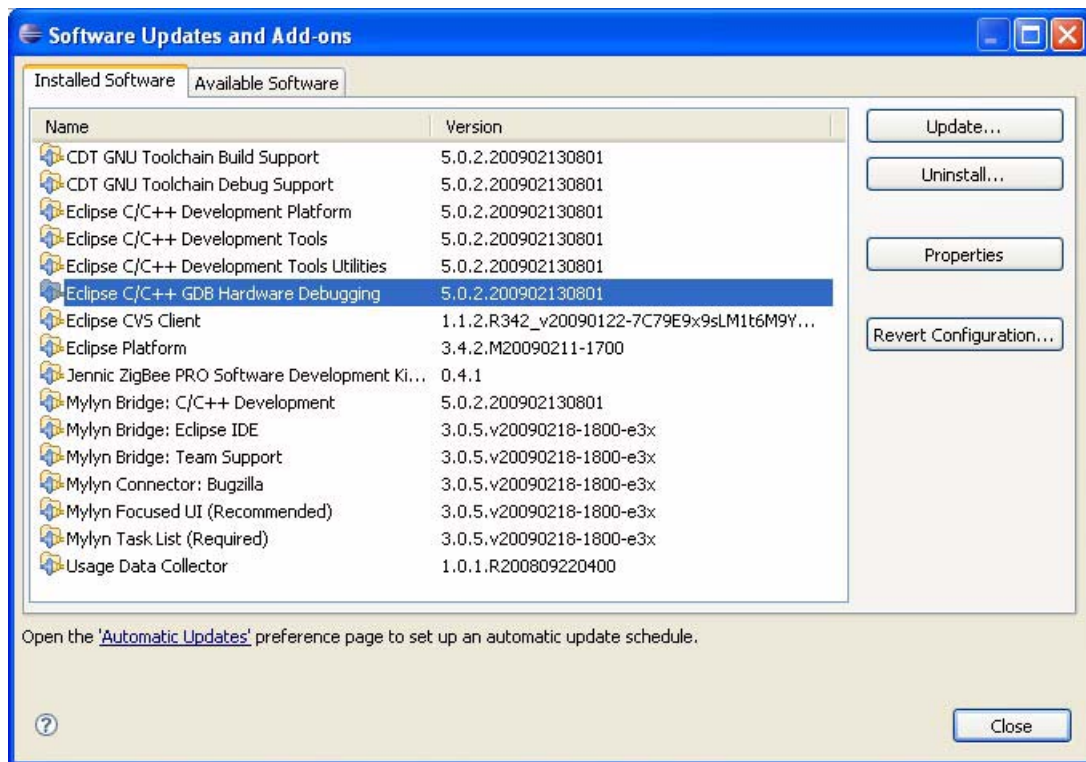 Software Updates and Add-ons
Installed Software Available Software
Name Version
CDT GNU Toolchain Build Support 5.0.2.200902130801
CDT GNU Toolchain Debug Support 5.0.2.200902130801
Eclipse C/C++ Development Platform 5.0.2.200902130801
Eclipse C/C++ Development Tools 5.0.2.200902130801
Eclipse C/C++ Development Tools Utilities 5.0.2.200902130801
Eclipse C/C++ GDB Hardware Debugging 5.0.2.200902130801
Eclipse CVS Client 1.1.2.R342_v20090122-7C79E9x9sLM1t6M9Y...
Eclipse Platform 3.4.2.M20090211-1700
Jennic ZigBee PRO Software Development Ki... 0.4.1
Mylyn Bridge: C/C++ Development 5.0.2.200902130801
Mylyn Bridge: Eclipse IDE 3.0.5.v20090218-1800-e3x
Mylyn Bridge: Team Support 3.0.5.v20090218-1800-e3x
Mylyn Connector: Bugzilla 3.0.5.v20090218-1800-e3x
Mylyn Focused UI (Recommended) 3.0.5.v20090218-1800-e3x
Mylyn Task List (Required) 3.0.5.v20090218-1800-e3x
Usage Data Collector 1.0.1.R200809220400
Update...
Uninstall...
Properties
Revert Configuration...
Open the 'Automatic Updates' preference page to set up an automatic update schedule.
?
Close